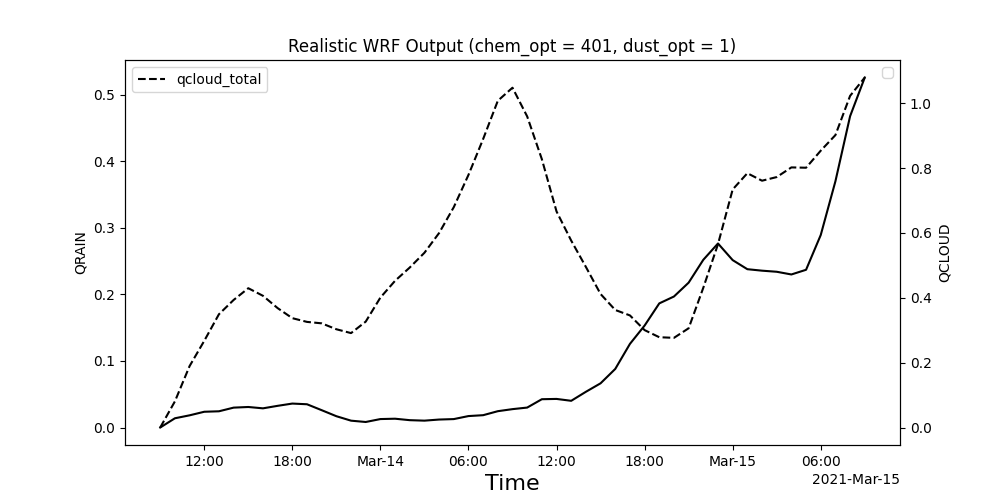 Realistic WRF Output (chem_opt = 401, dust_opt = 1)
qcloud_total
QRAIN
0.5
0.4
0.3
0.2
0.1
0.0
1.0
0.8
0.6
0.4
0.2
0.0
QCLOUD
12:00 18:00 Mar-14 06:00 12:00 18:00 Mar-15 06:00
2021-Mar-15
Time